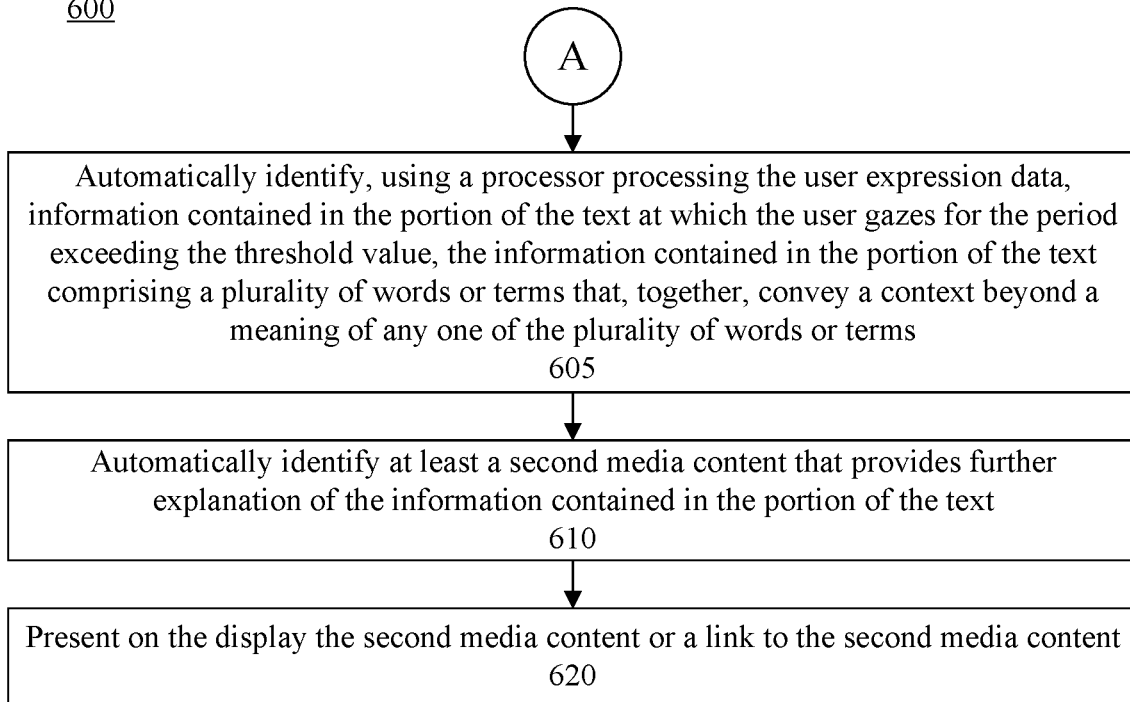 600
A
Automatically identify, using a processor processing the user expression data,
information contained in the portion of the text at which the user gazes for the period
exceeding the threshold value, the information contained in the portion of the text
comprising a plurality of words or terms that, together, convey a context beyond a
meaning of any one of the plurality of words or terms
605
Automatically identify at least a second media content that provides further
explanation of the information contained in the portion of the text
610
Present on the display the second media content or a link to the second media content
620